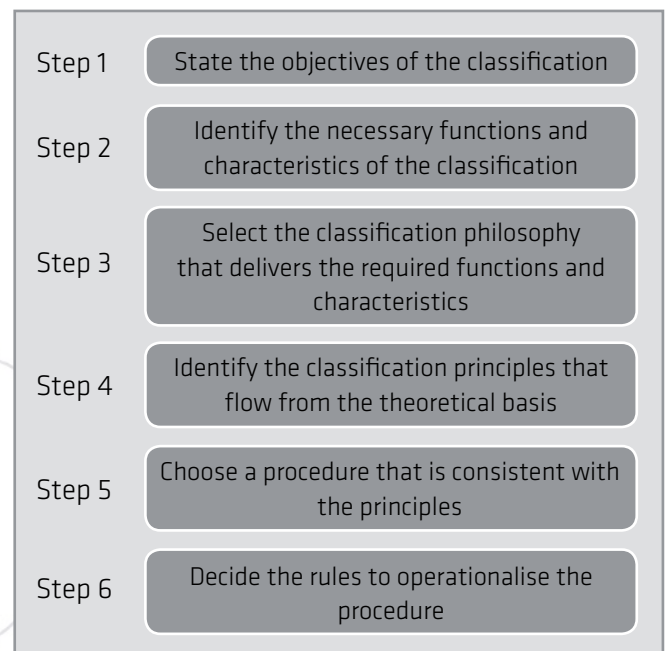 Step 1
State the objectives of the classification
Step 2
Identify the necessary functions and
characteristics of the classification
Step 3
Select the classification philosophy
that delivers the required functions and
characteristics
Step 4
Identify the classification principles that
flow from the theoretical basis
Step 5
Choose a procedure that is consistent with
the principles
Step 6
Decide the rules to operationalise the
procedure